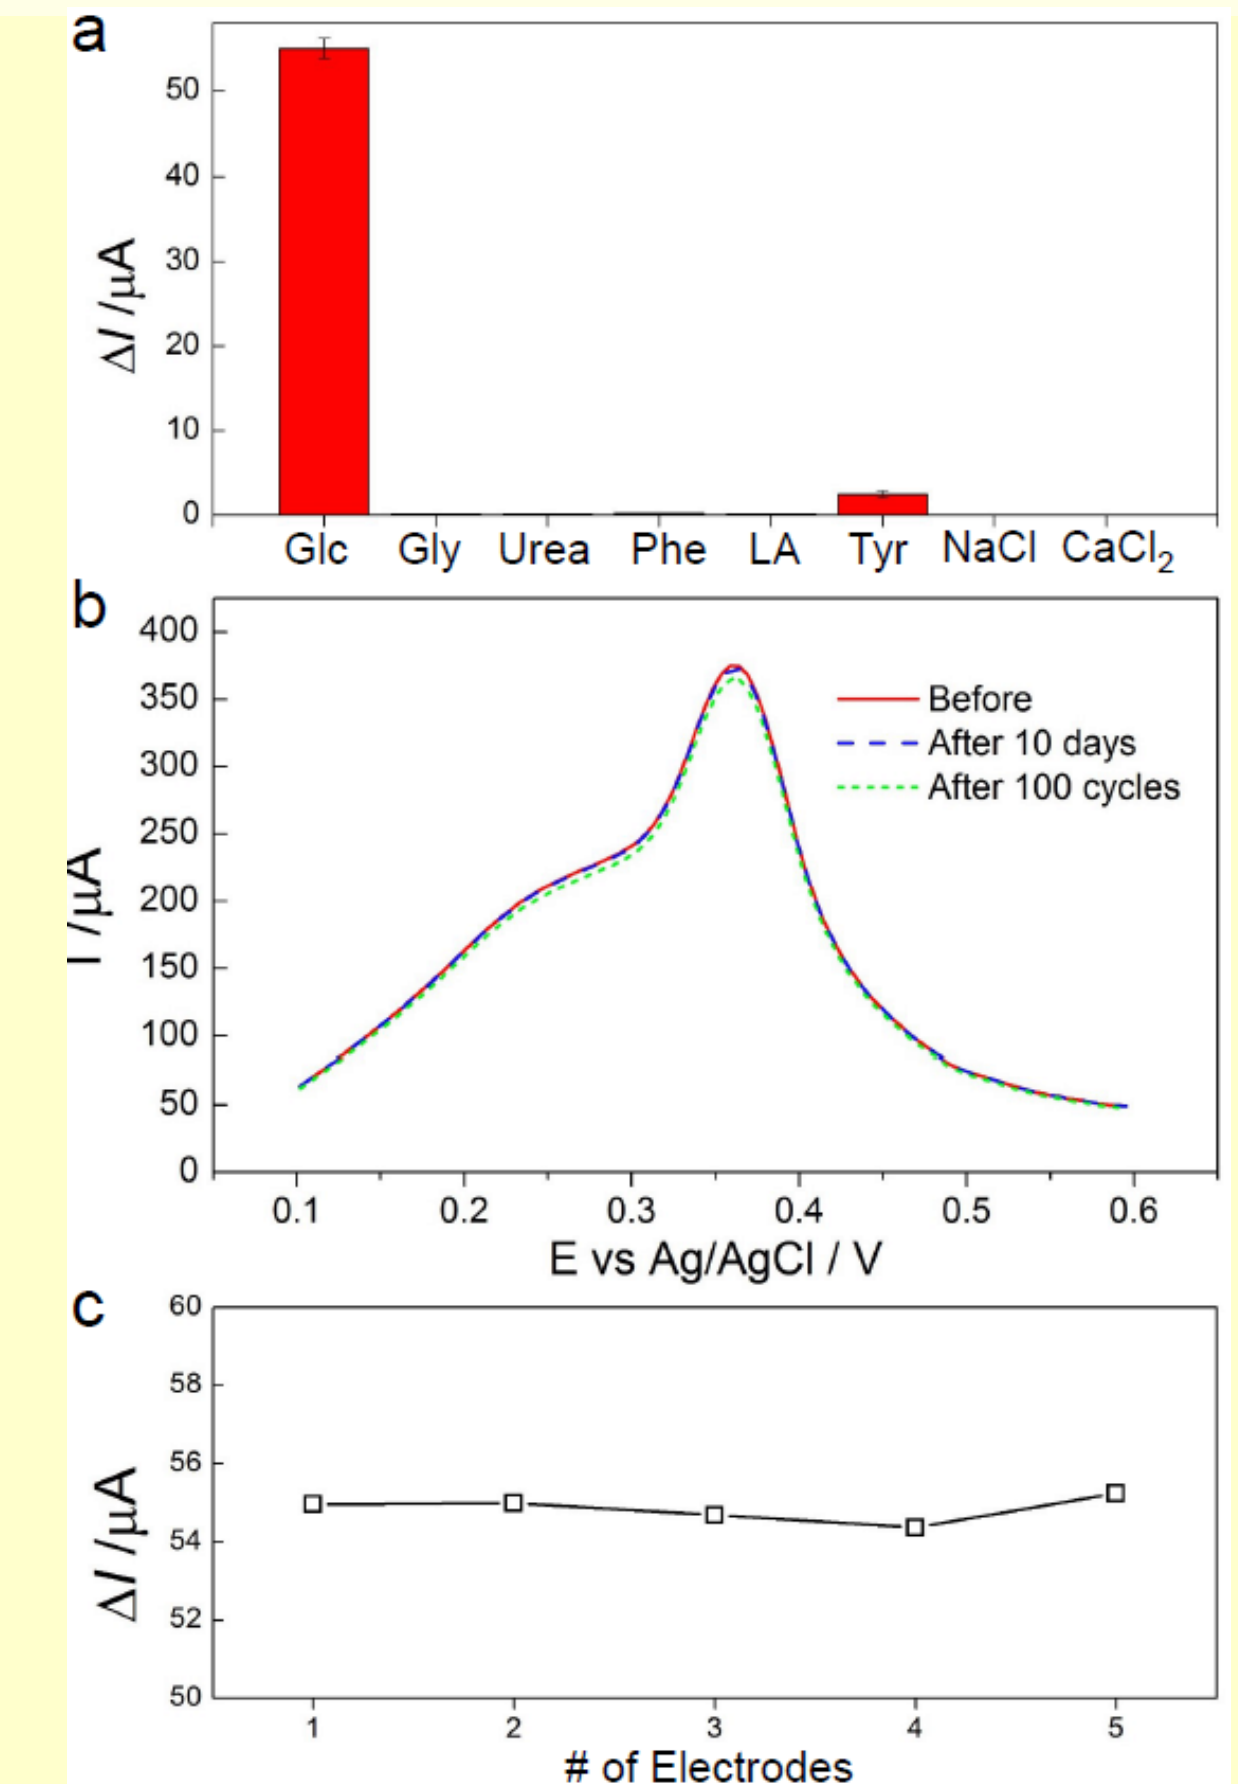 a
50
40
30
20
10
0
ΔI /µA
Glc Gly Urea Phe LA Tyr NaCl CaCl₂
b
400
350
300
250
200
150
100
50
0
I /µA
Before
After 10 days
After 100 cycles
0.1 0.2 0.3 0.4 0.5 0.6
E vs Ag/AgCl / V
c
60
58
56
54
52
50
ΔI /µA
1 2 3 4 5
# of Electrodes